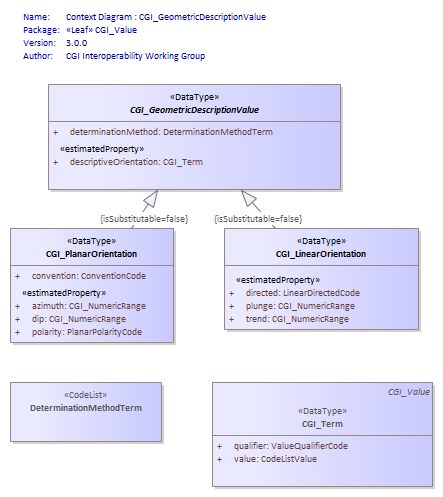 Name: Context Diagram : CGI_GeometricDescriptionValue
Package: «Leaf» CGI_Value
Version: 3.0.0
Author: CGI Interoperability Working Group
«DataType»
CGI_GeometricDescriptionValue
+ determinationMethod: DeterminationMethodTerm
«estimatedProperty»
+ descriptiveOrientation: CGI_Term
{isSubstitutable=false}
{isSubstitutable=false}
«DataType»
CGI_PlanarOrientation
+ convention: ConventionCode
«estimatedProperty»
+ azimuth: CGI_NumericRange
+ dip: CGI_NumericRange
+ polarity: PlanarPolarityCode
«DataType»
CGI_LinearOrientation
«estimatedProperty»
+ directed: LinearDirectedCode
+ plunge: CGI_NumericRange
+ trend: CGI_NumericRange
«CodeList»
DeterminationMethodTerm
CGI_Value
«DataType»
CGI_Term
+ qualifier: ValueQualifierCode
+ value: CodeListValue